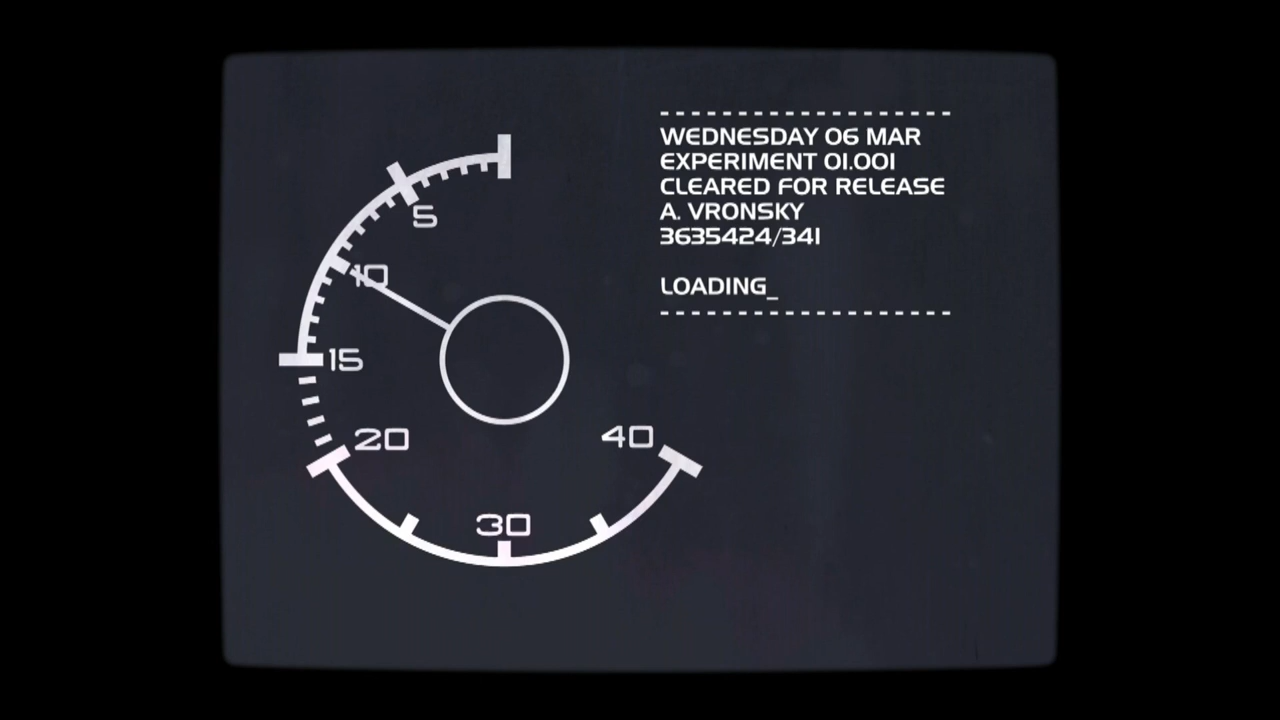 WEDNESDAY 06 MAR
EXPERIMENT 01.001
CLEARED FOR RELEASE
A. VRONSKY
3635424/341
LOADING_
5
10
15
20
30
40